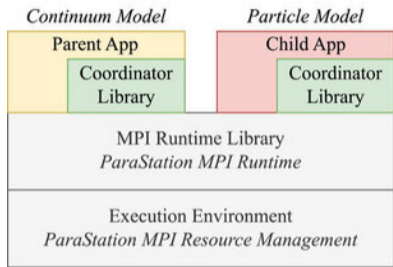 Continuum Model
Particle Model
Parent App
Child App
Coordinator
Library
Coordinator
Library
MPI Runtime Library
ParaStation MPI Runtime
Execution Environment
ParaStation MPI Resource Management